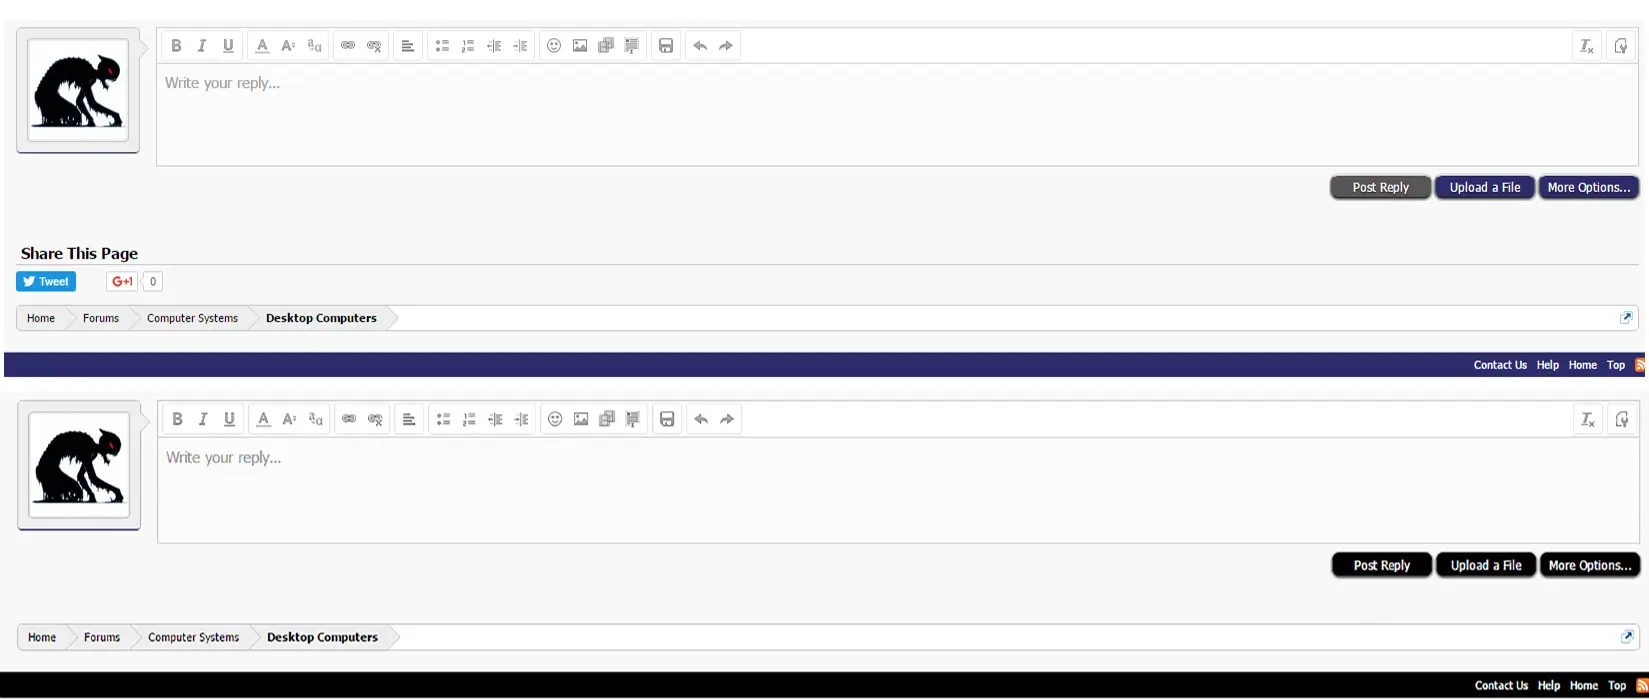 B I U A A aα
Write your reply...
Post Reply Upload a File More Options...
Share This Page
Tweet G+1 0
Home Forums Computer Systems Desktop Computers
Contact Us Help Home Top
B I U A A aα
Write your reply...
Post Reply Upload a File More Options...
Home Forums Computer Systems Desktop Computers
Contact Us Help Home Top